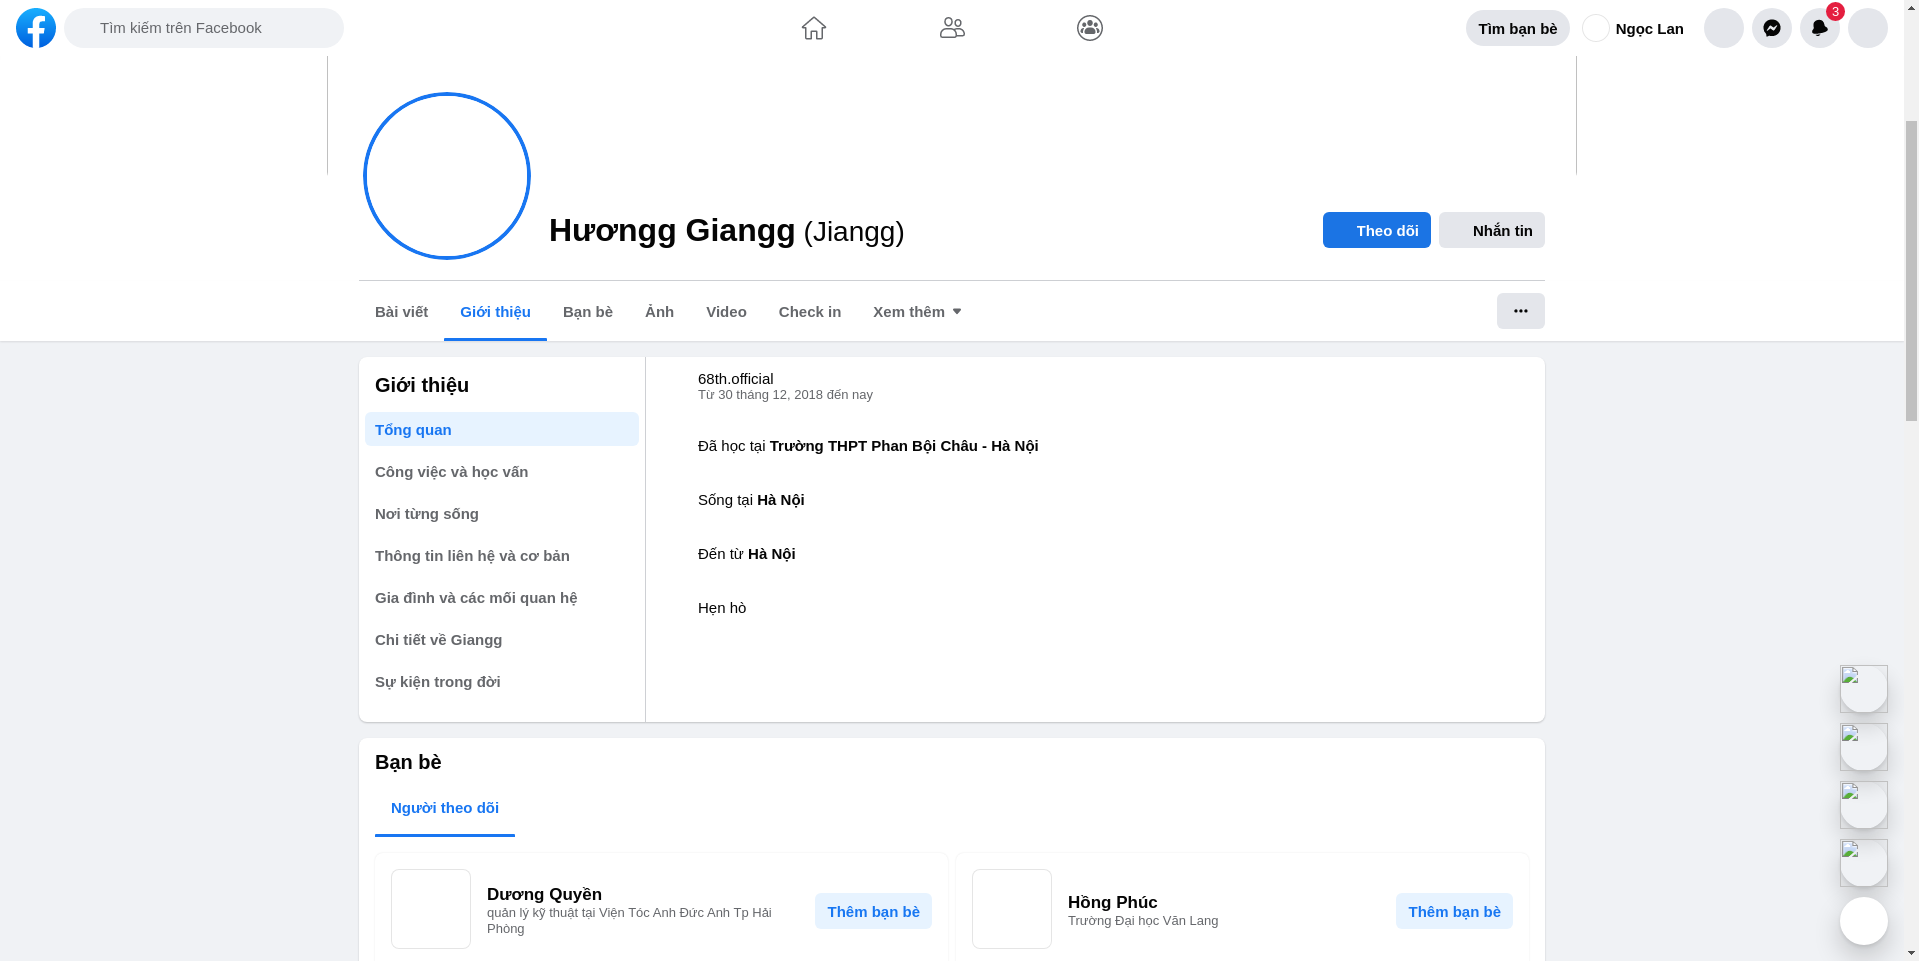 Tìm kiếm trên Facebook
Tìm bạn bè
Ngọc Lan
3
Hươngg Giangg (Jiangg)
Theo dõi
Nhắn tin
Bài viết
Giới thiệu
Bạn bè
Ảnh
Video
Check in
Xem thêm
Giới thiệu
Tổng quan
Công việc và học vấn
Nơi từng sống
Thông tin liên hệ và cơ bản
Gia đình và các mối quan hệ
Chi tiết về Giangg
Sự kiện trong đời
68th.official
Từ 30 tháng 12, 2018 đến nay
Đã học tại Trường THPT Phan Bội Châu - Hà Nội
Sống tại Hà Nội
Đến từ Hà Nội
Hẹn hò
Bạn bè
Người theo dõi
Dương Quyền
quản lý kỹ thuật tại Viện Tóc Anh Đức Anh Tp Hải
Phòng
Thêm bạn bè
Hồng Phúc
Trường Đại học Văn Lang
Thêm bạn bè